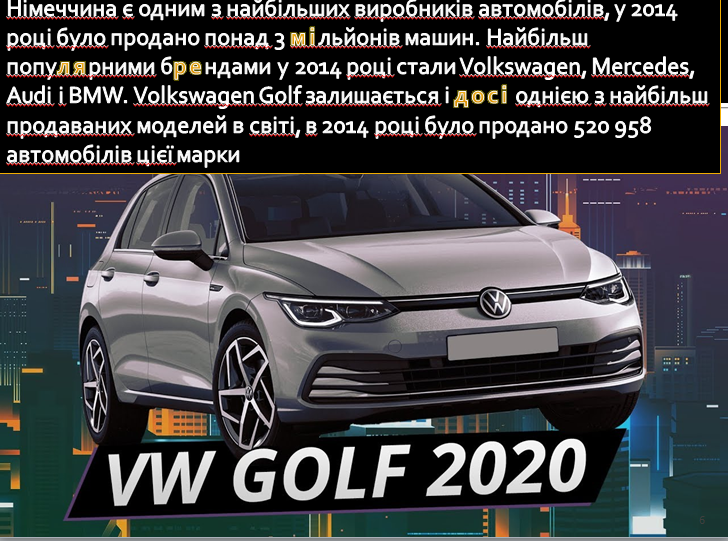 Німеччина є одним з найбільших виробників автомобілів, у 2014
році було продано понад 3 мільйонів машин. Найбільш
популярними брендами у 2014 році стали Volkswagen, Mercedes,
Audi і BMW. Volkswagen Golf залишається і досі однією з найбільш
продаваних моделей в світі, в 2014 році було продано 520 958
автомобілів цієї марки
VW GOLF 2020
6